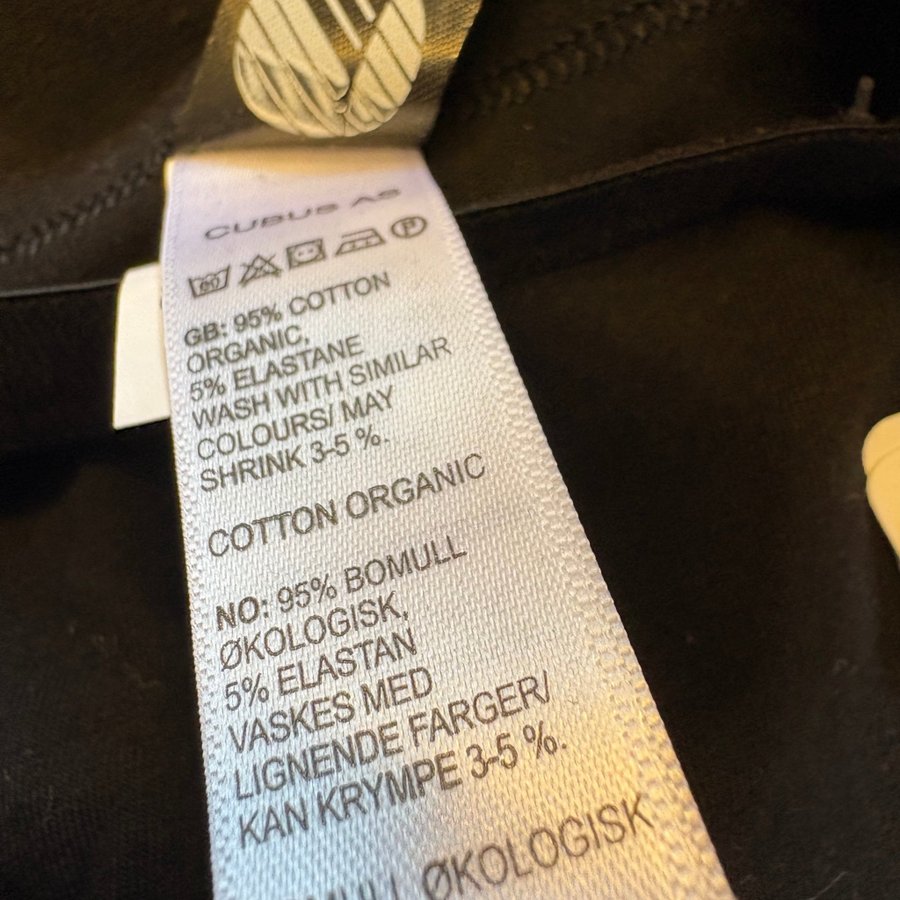 CUBUS AS
GB: 95% COTTON
ORGANIC,
5% ELASTANE
WASH WITH SIMILAR
COLOURS/ MAY
SHRINK 3-5 %.
COTTON ORGANIC
NO: 95% BOMULL
ØKOLOGISK,
5% ELASTAN
VASKES MED
LIGNENDE FARGER/
KAN KRYMPE 3-5 %.
ØKOLOGISK